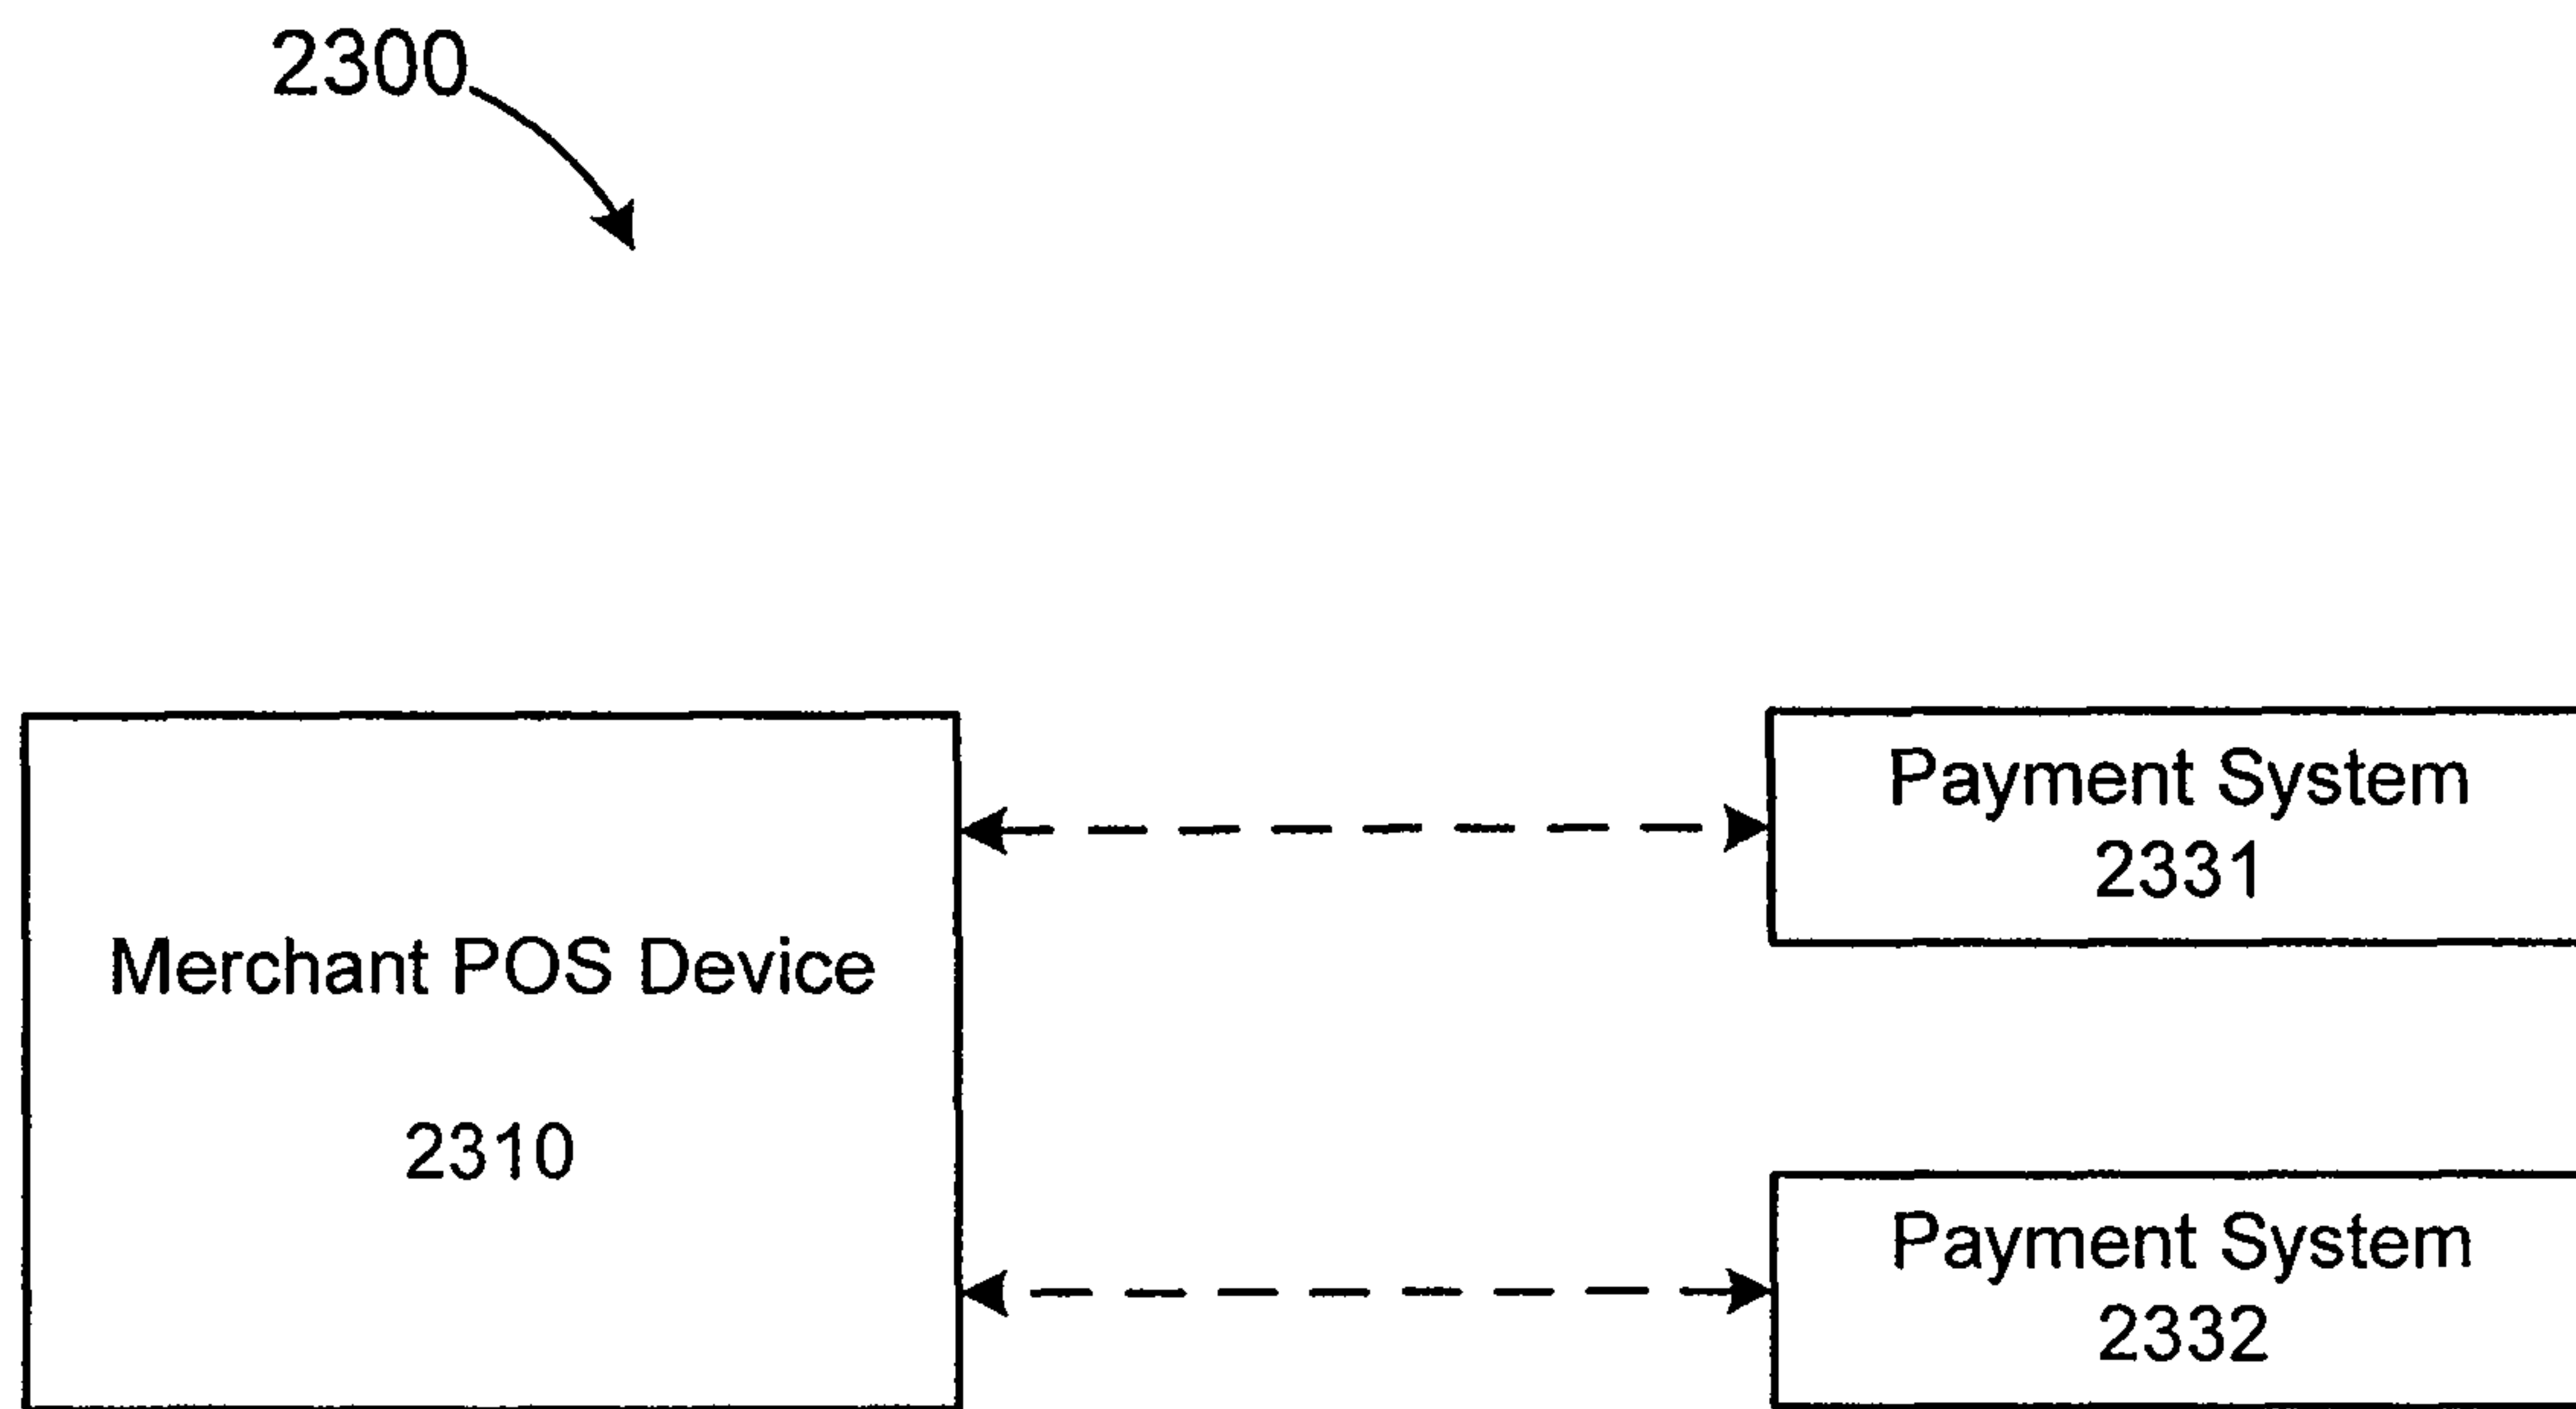 2300
Merchant POS Device
2310
Payment System
2331
Payment System
2332